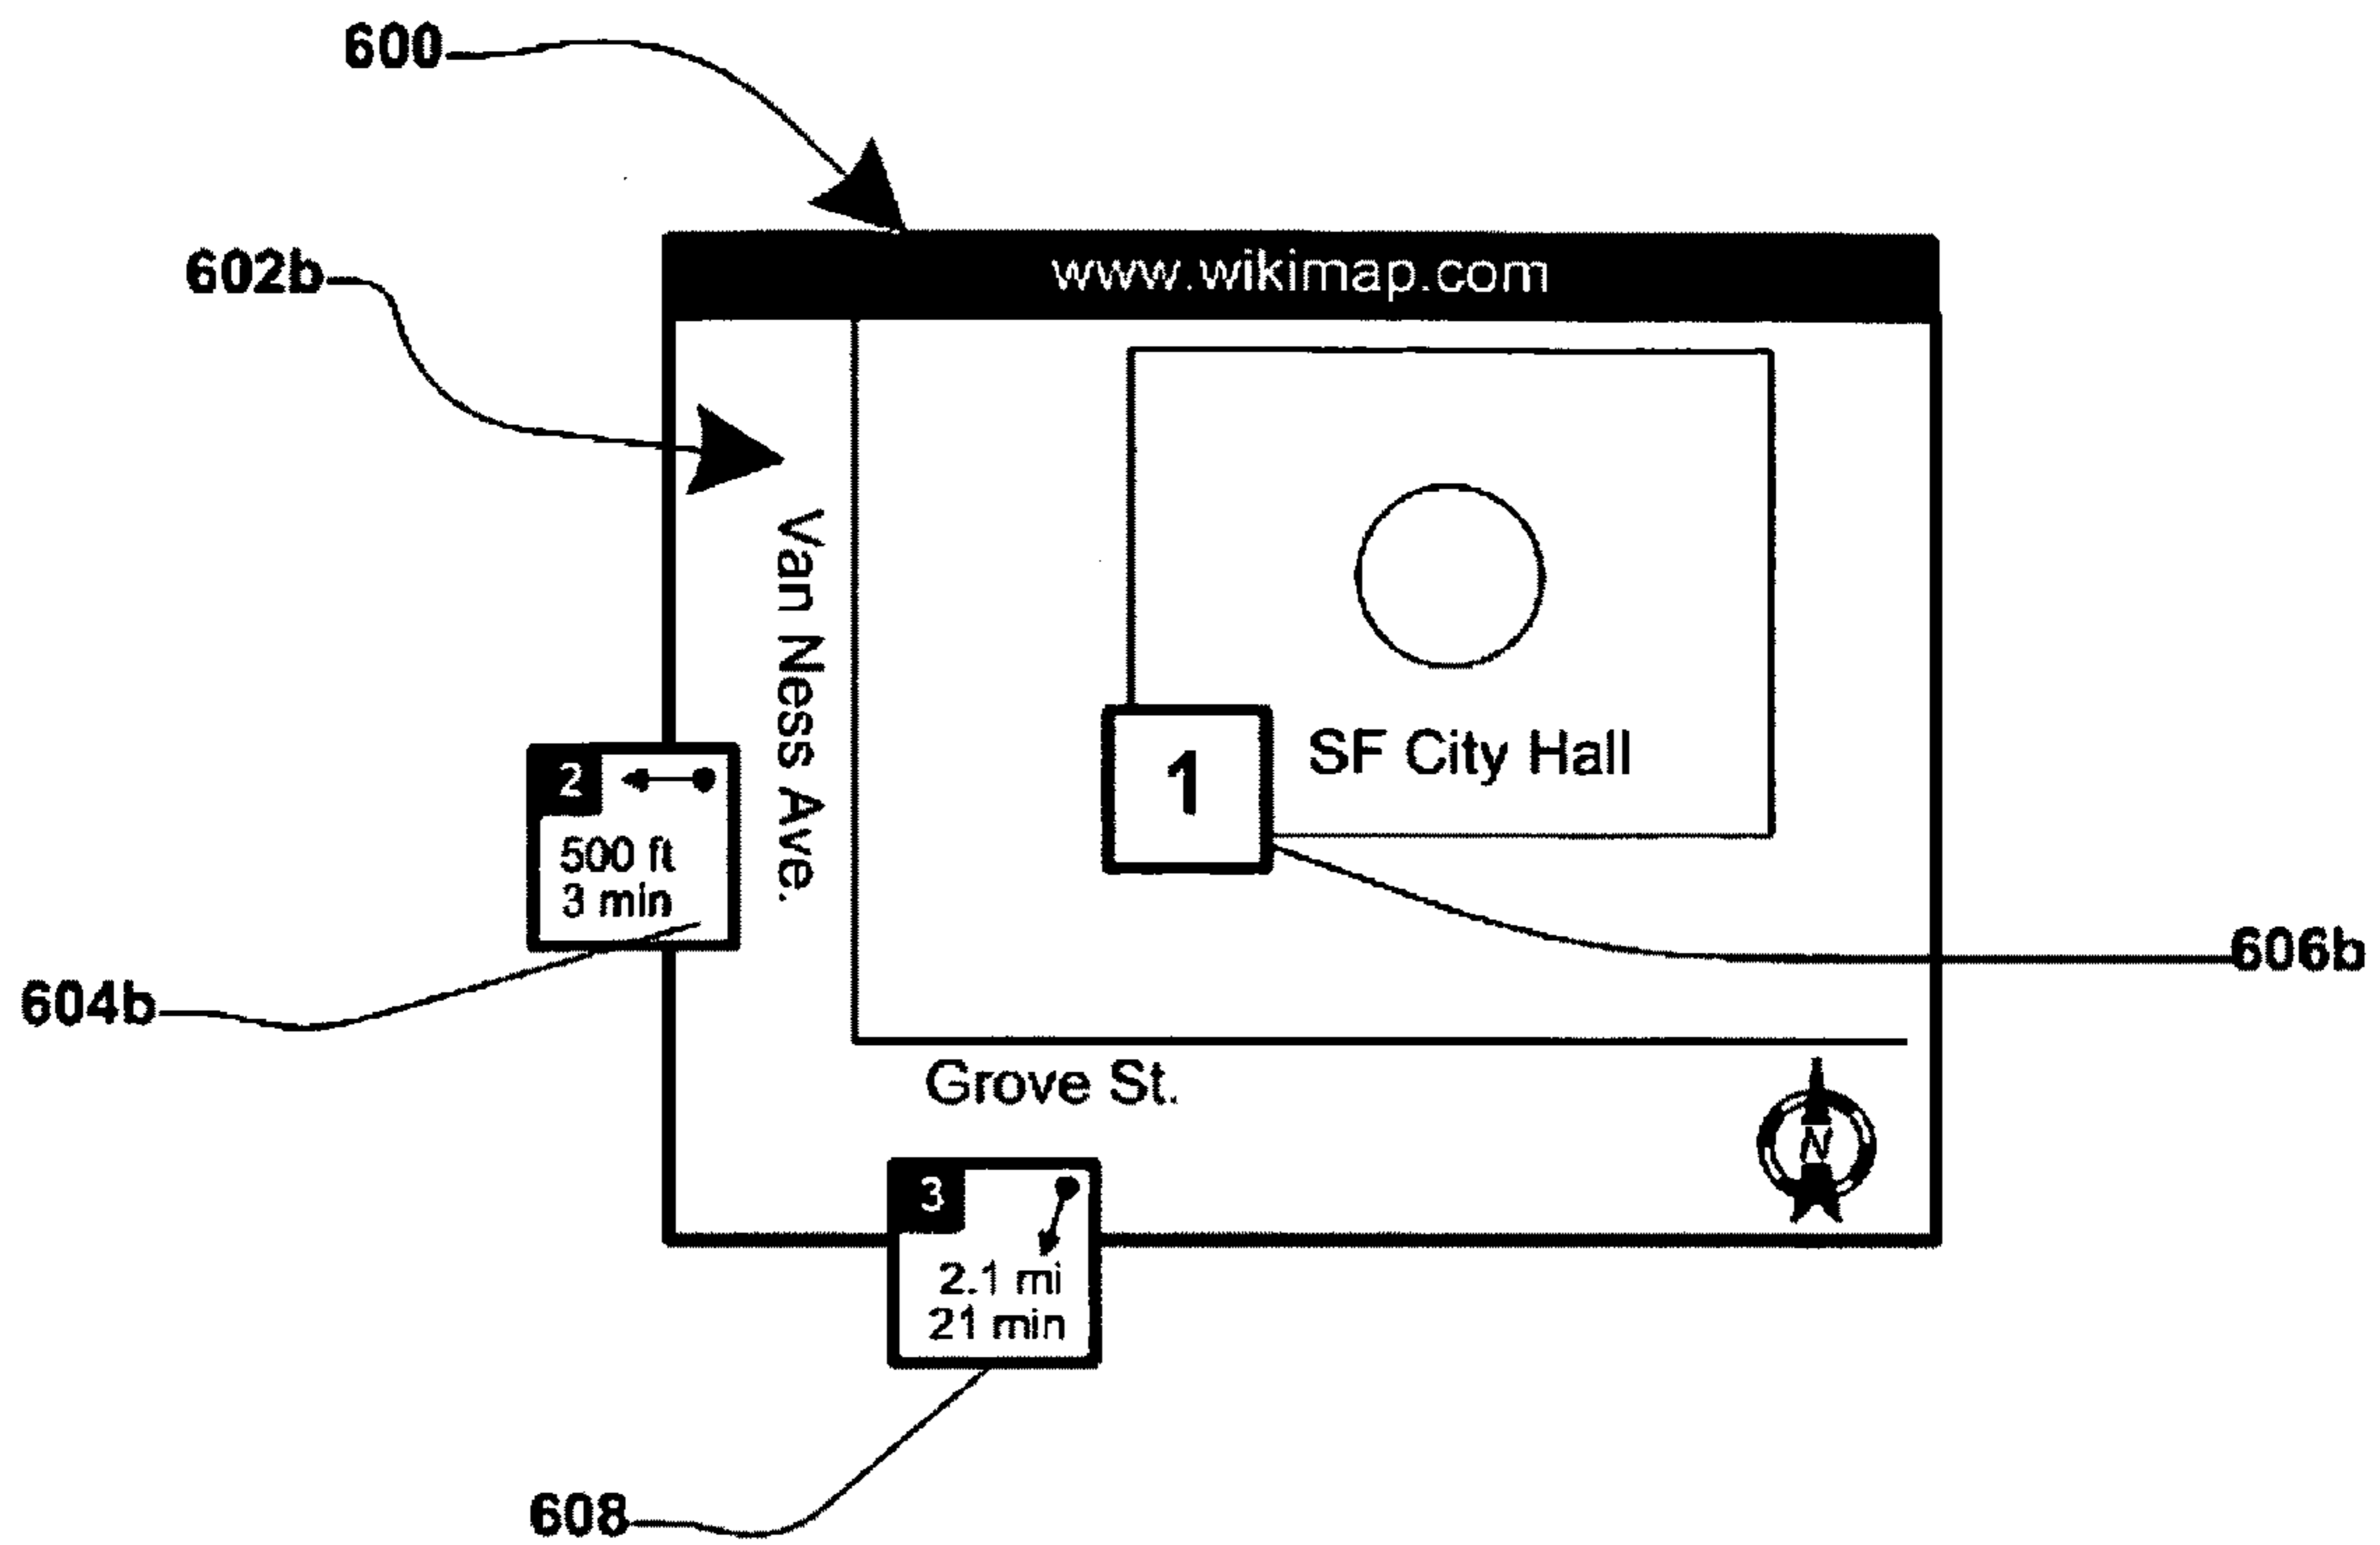 600
602b
www.wikimap.com
Van Ness Ave.
SF City Hall
1
2
500 ft
3 min
606b
604b
Grove St.
N
3
2.1 mi
21 min
608